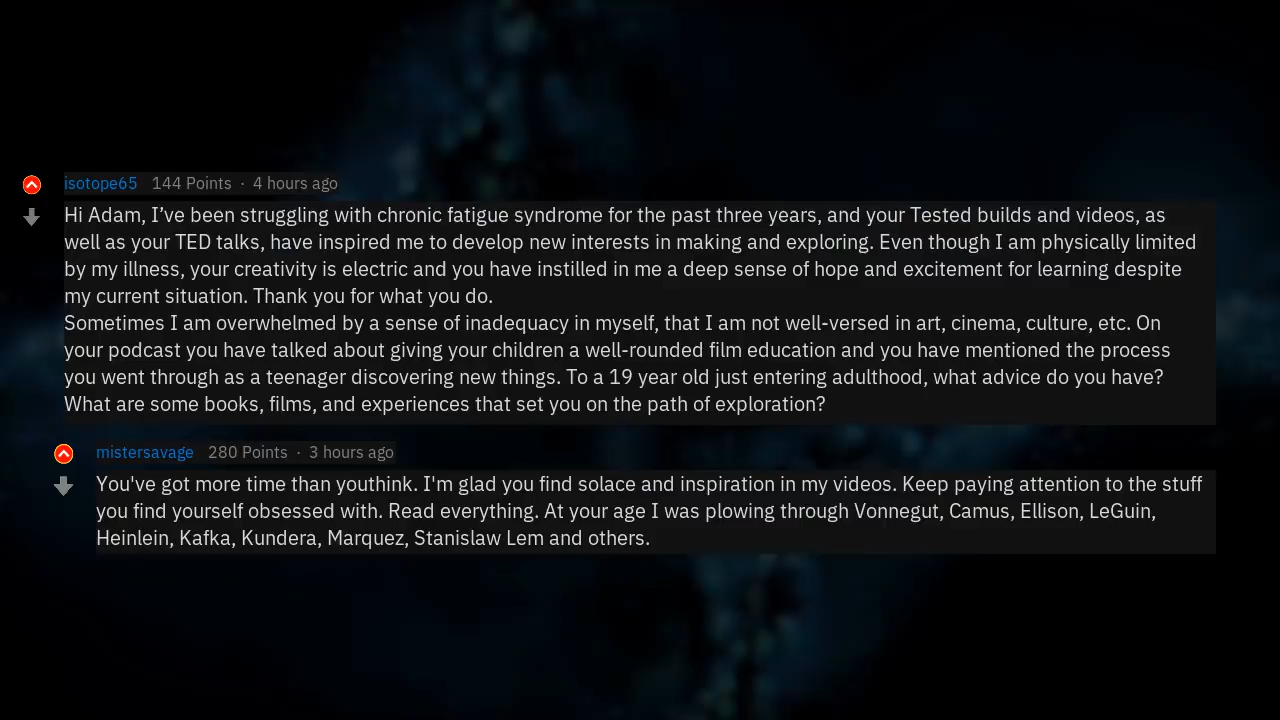 isotope65 144 Points · 4 hours ago
Hi Adam, I’ve been struggling with chronic fatigue syndrome for the past three years, and your Tested builds and videos, as
well as your TED talks, have inspired me to develop new interests in making and exploring. Even though I am physically limited
by my illness, your creativity is electric and you have instilled in me a deep sense of hope and excitement for learning despite
my current situation. Thank you for what you do.
Sometimes I am overwhelmed by a sense of inadequacy in myself, that I am not well-versed in art, cinema, culture, etc. On
your podcast you have talked about giving your children a well-rounded film education and you have mentioned the process
you went through as a teenager discovering new things. To a 19 year old just entering adulthood, what advice do you have?
What are some books, films, and experiences that set you on the path of exploration?
mistersavage 280 Points · 3 hours ago
You've got more time than youthink. I'm glad you find solace and inspiration in my videos. Keep paying attention to the stuff
you find yourself obsessed with. Read everything. At your age I was plowing through Vonnegut, Camus, Ellison, LeGuin,
Heinlein, Kafka, Kundera, Marquez, Stanislaw Lem and others.